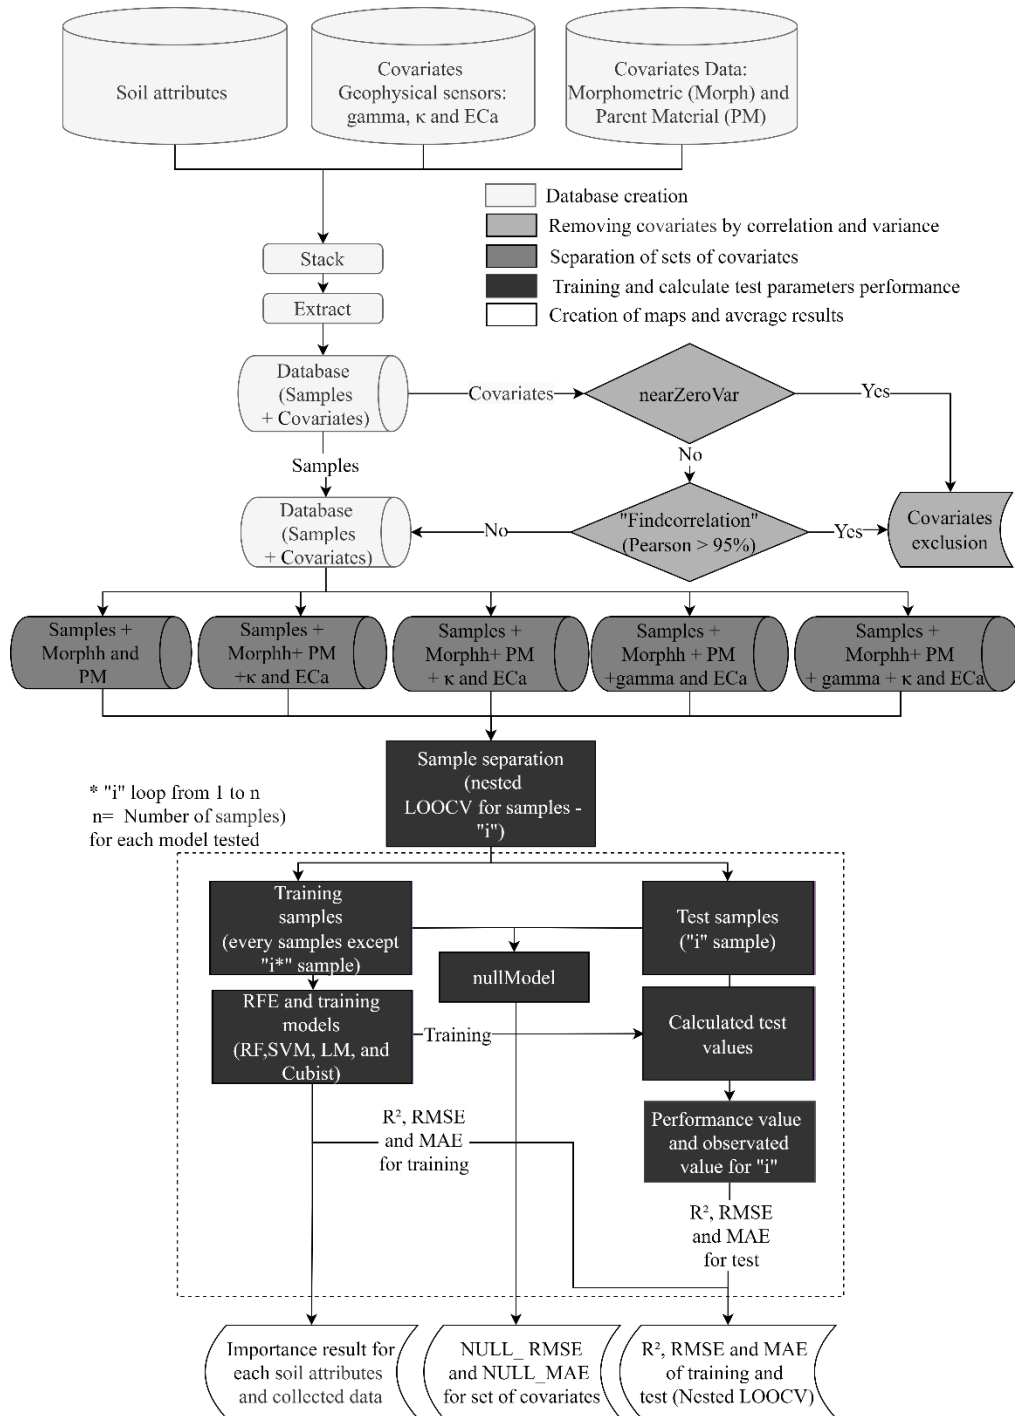 Soil attributes
Covariates
Geophysical sensors:
gamma, κ and ECa
Covariates Data:
Morphometric (Morph) and
Parent Material (PM)
Database creation
Removing covariates by correlation and variance
Separation of sets of covariates
Training and calculate test parameters performance
Creation of maps and average results
Stack
Extract
Database
(Samples
+ Covariates)
Covariates
nearZeroVar
Yes
No
Samples
Database
(Samples
+ Covariates)
No
"Findcorrelation"
(Pearson > 95%)
Yes
Covariates
exclusion
Samples +
Morphh and
PM
Samples +
Morphh+ PM
+κ and ECa
Samples +
Morphh+ PM
+ κ and ECa
Samples +
Morphh + PM
+gamma and ECa
Samples +
Morphh+ PM
+ gamma + κ and ECa
Sample separation
(nested
LOOCV for samples -
"i")
* "i" loop from 1 to n
n= Number of samples)
for each model tested
Training
samples
(every samples except
"i*" sample)
Test samples
("i" sample)
nullModel
RFE and training
models
(RF,SVM, LM, and
Cubist)
Training
Calculated test
values
R², RMSE
and MAE
for training
Performance value
and observated
value for "i"
R², RMSE
and MAE
for test
Importance result for
each soil attributes
and collected data
NULL_ RMSE
and NULL_MAE
for set of covariates
R², RMSE and MAE
of training and
test (Nested LOOCV)